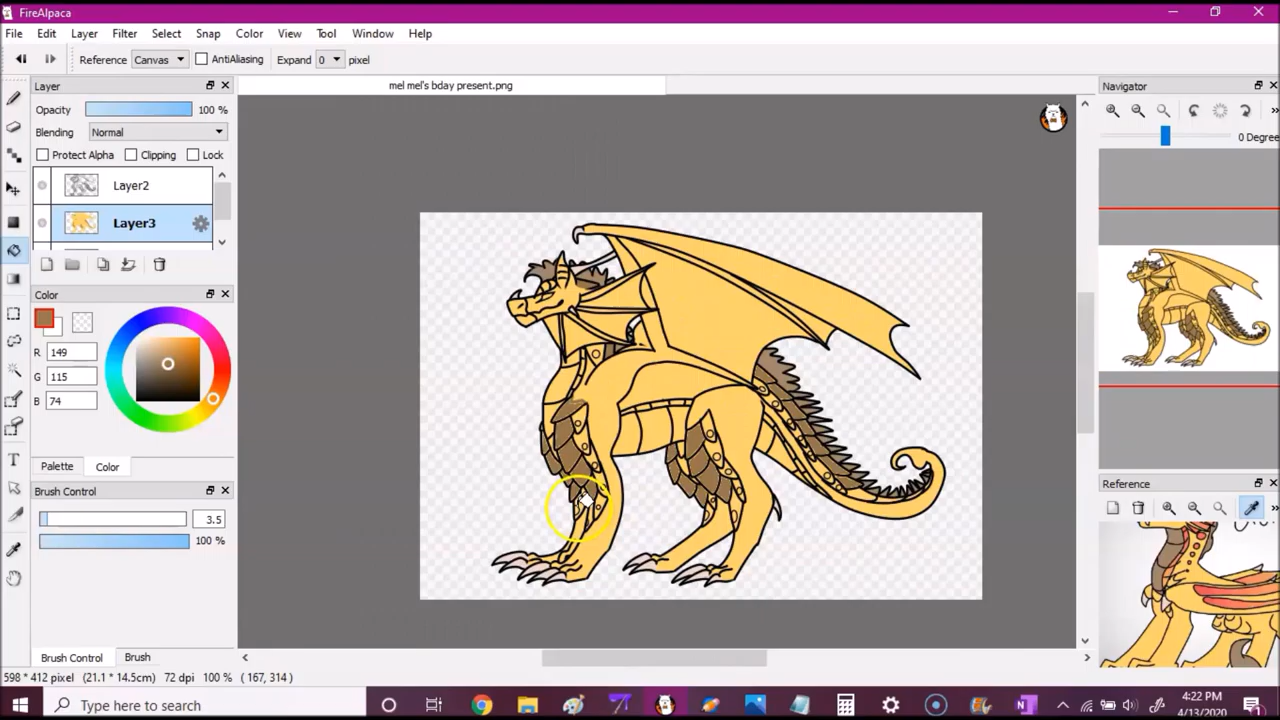 FireAlpaca
File Edit Layer Filter Select Snap Color View Tool Window Help
Reference Canvas AntiAliasing Expand 0 pixel
Layer
mel mel's bday present.png
Navigator
Opacity 100 %
Blending Normal
0 Degree
Protect Alpha Clipping Lock
Layer2
Layer3
Color
R 149
G 115
B 74
Palette Color
Reference
Brush Control
3.5
100 %
Brush Control Brush
598 * 412 pixel (21.1 * 14.5cm) 72 dpi 100 % ( 167, 314 )
Type here to search
4:22 PM
4/13/2020
1